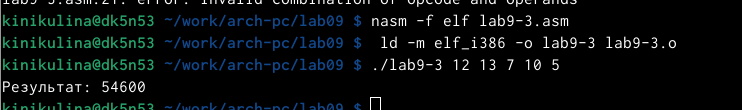 lab9-3.asm:21: error: invalid combination of opcode and operands
kinikulina@dk5n53 ~/work/arch-pc/lab09 $ nasm -f elf lab9-3.asm
kinikulina@dk5n53 ~/work/arch-pc/lab09 $  ld -m elf_i386 -o lab9-3 lab9-3.o
kinikulina@dk5n53 ~/work/arch-pc/lab09 $ ./lab9-3 12 13 7 10 5
Результат: 54600
kinikulina@dk5n53 ~/work/arch-pc/lab09 $